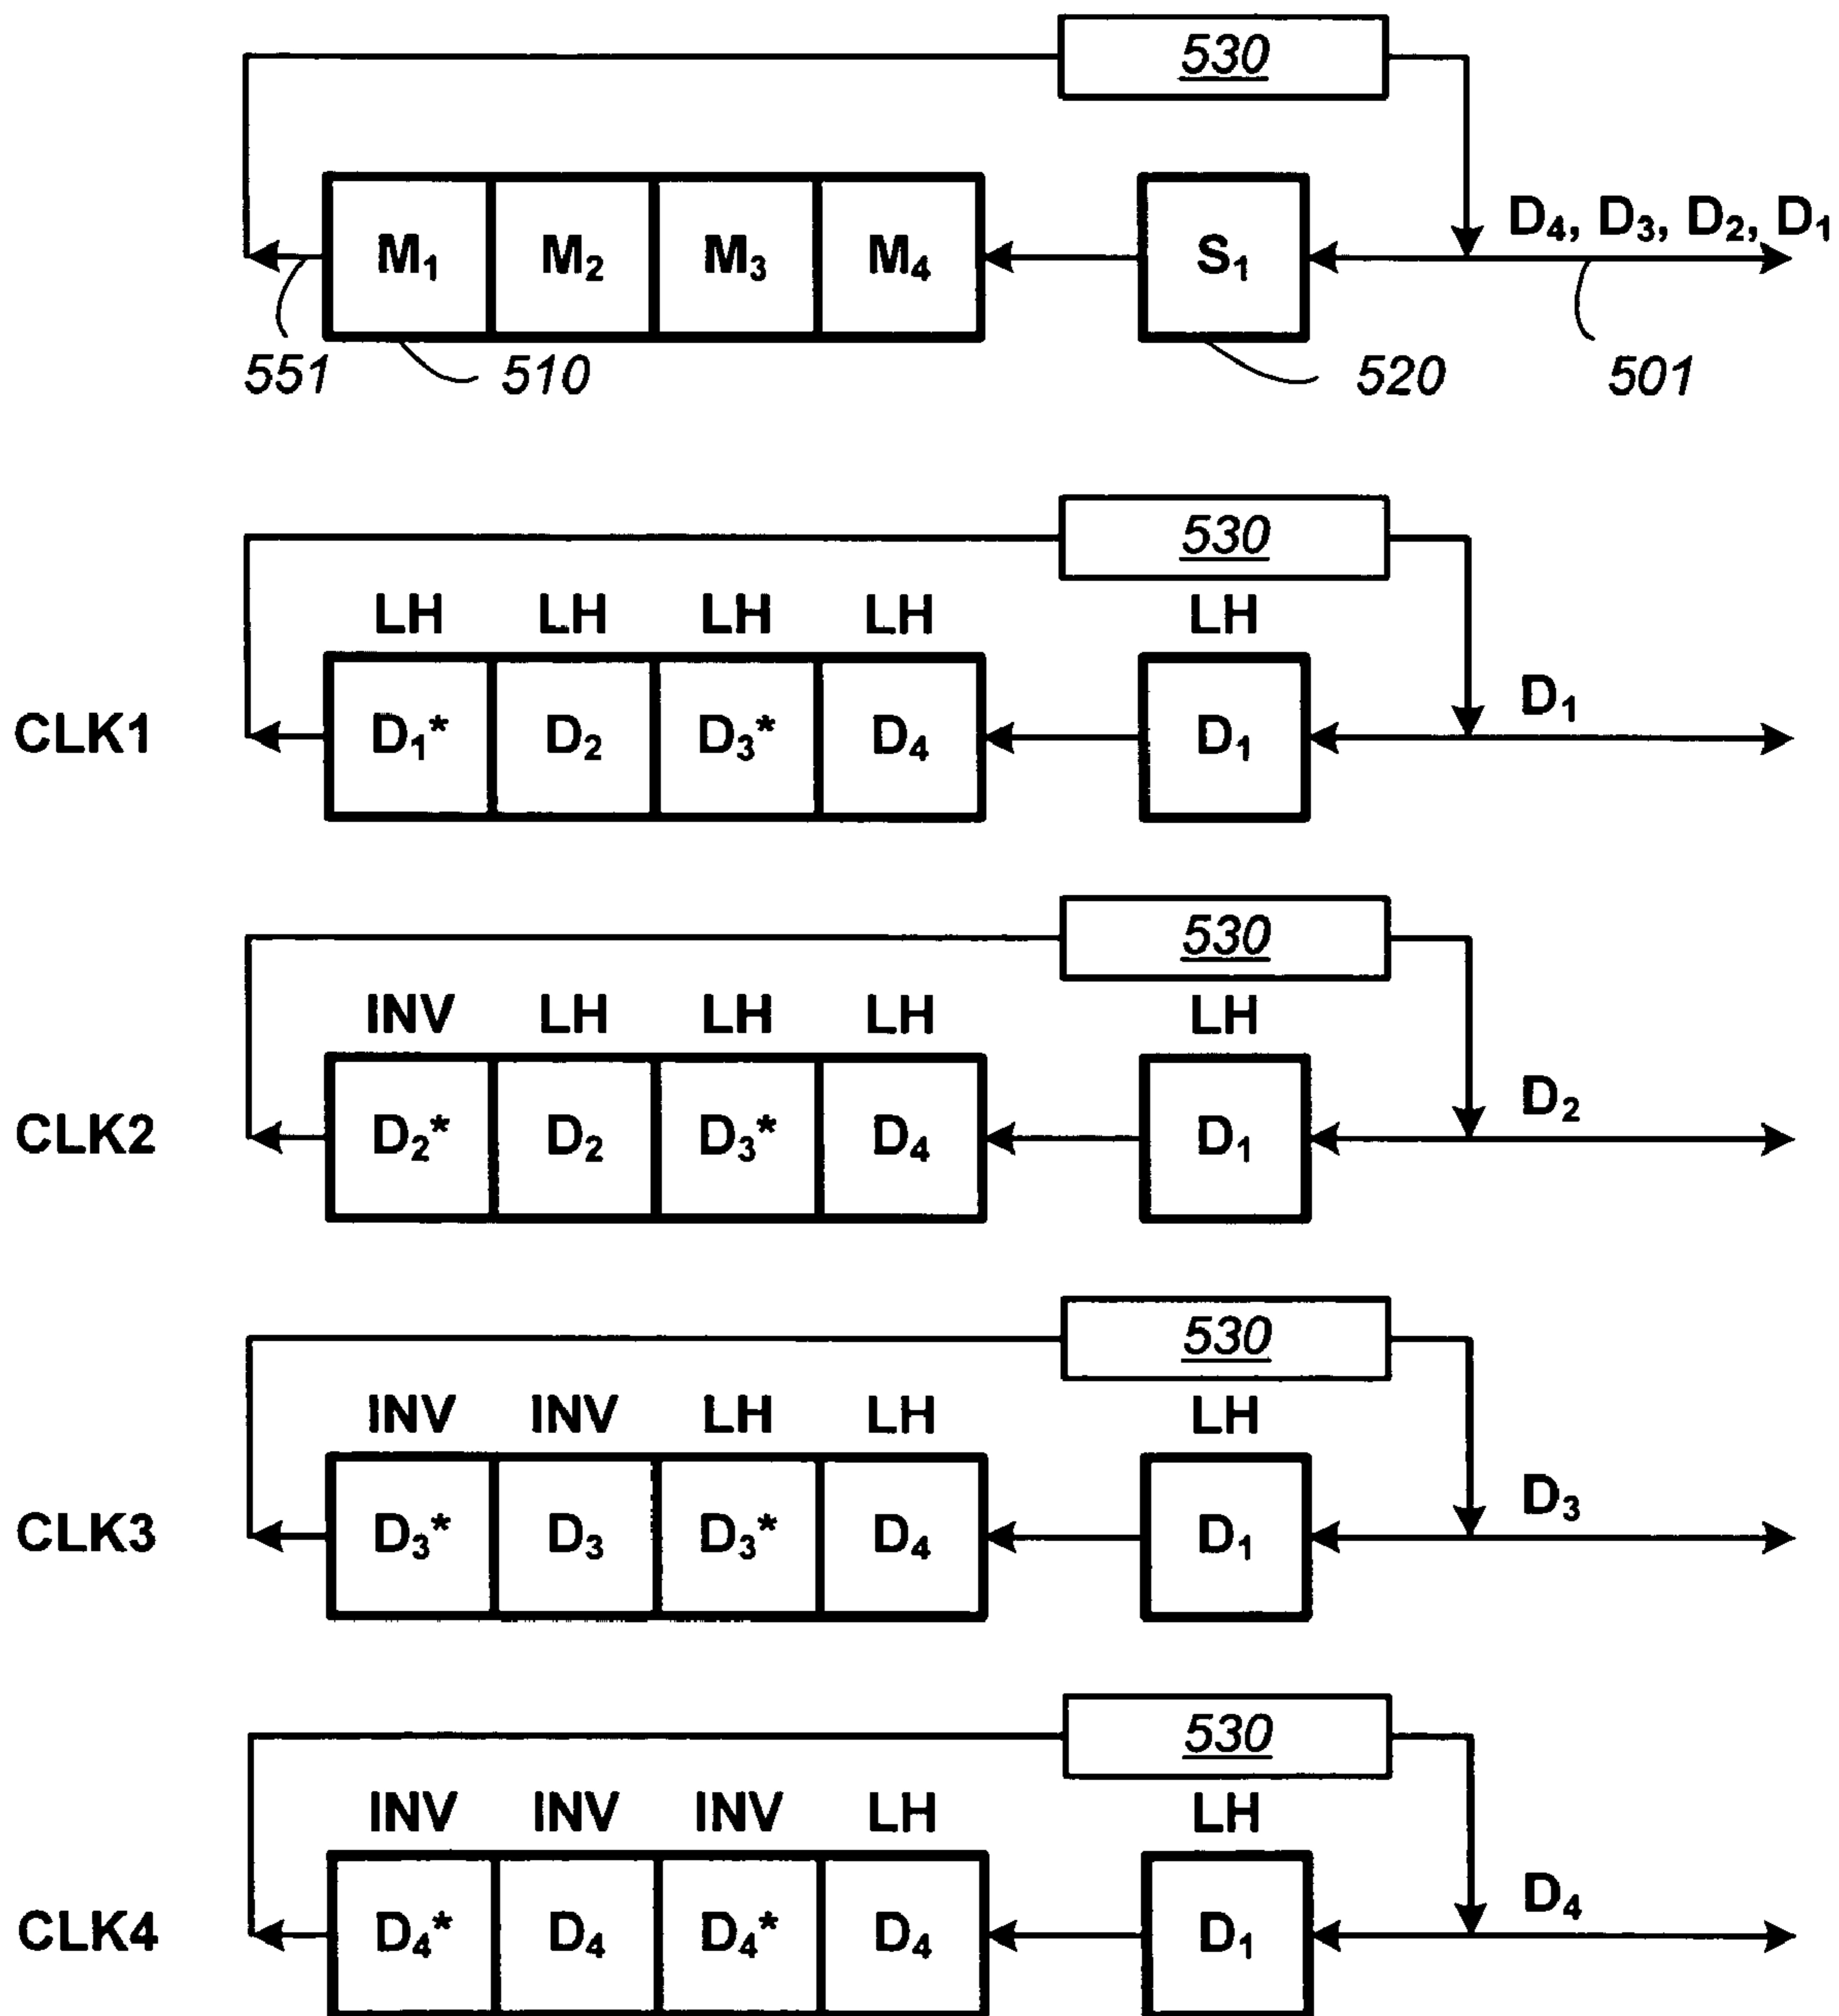 530
D₄, D₃, D₂, D₁
M₁ M₂ M₃ M₄ S₁
551 510 520 501
530
LH LH LH LH LH
D₁
CLK1 D₁* D₂ D₃* D₄ D₁
530
INV LH LH LH LH
D₂
CLK2 D₂* D₂ D₃* D₄ D₁
530
INV INV LH LH LH
D₃
CLK3 D₃* D₃ D₃* D₄ D₁
530
INV INV INV LH LH
D₄
CLK4 D₄* D₄ D₄* D₄ D₁